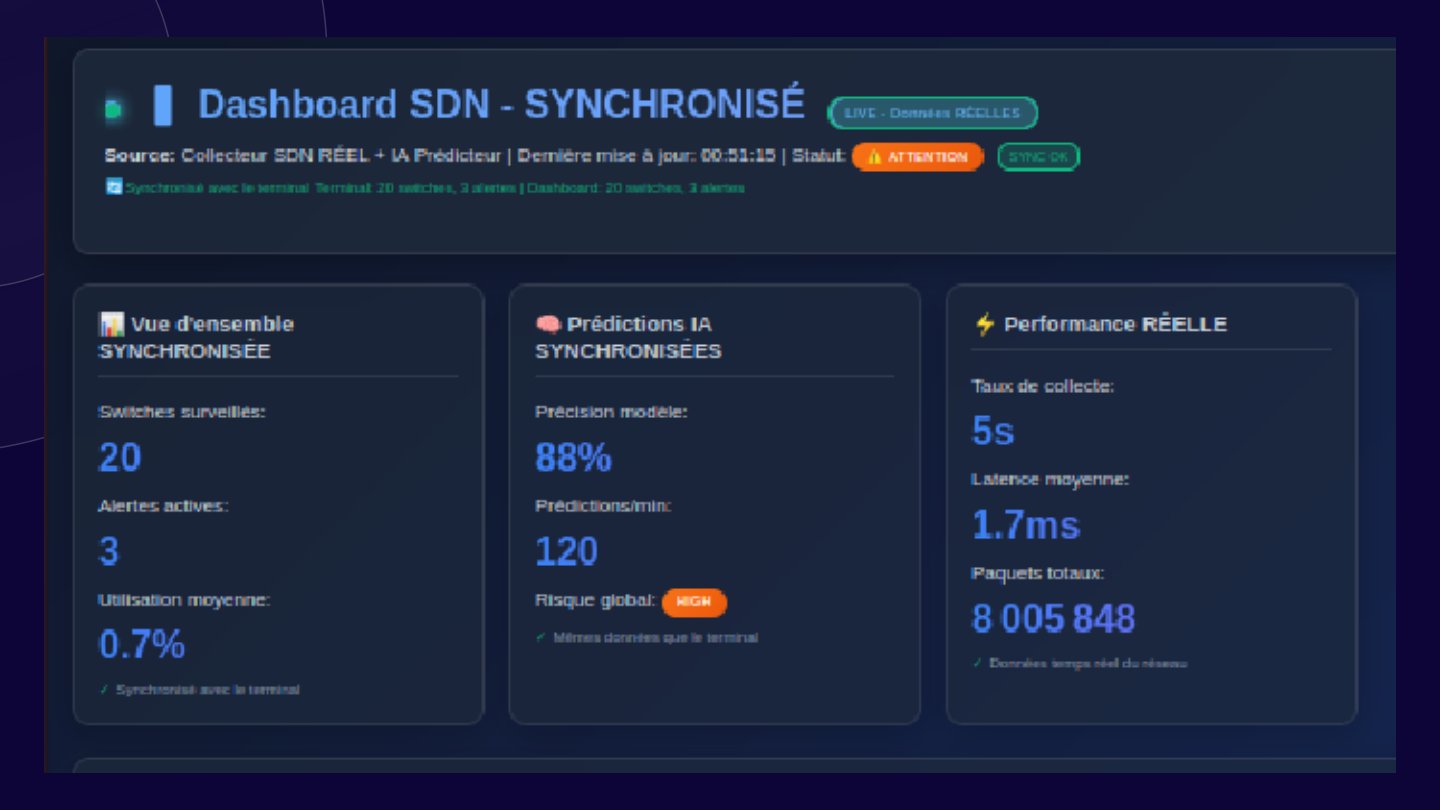 Dashboard SDN - SYNCHRONISÉ
LIVE - Données RÉELLES
Source: Collecteur SDN RÉEL + IA Prédicteur | Dernière mise à jour: 00:51:15 | Statut: ⚠️ ATTENTION SYNC OK
Synchronisé avec le terminal Terminal: 20 switches, 3 alertes | Dashboard: 20 switches, 3 alertes
Vue d'ensemble
SYNCHRONISÉE
Switches surveillés:
20
Alertes actives:
3
Utilisation moyenne:
0.7%
✓ Synchronisé avec le terminal
Prédictions IA
SYNCHRONISÉES
Précision modèle:
88%
Prédictions/min:
120
Risque global: HIGH
✓ Mêmes données que le terminal
Performance RÉELLE
Taux de collecte:
5s
Latence moyenne:
1.7ms
Paquets totaux:
8 005 848
✓ Données temps réel du réseau